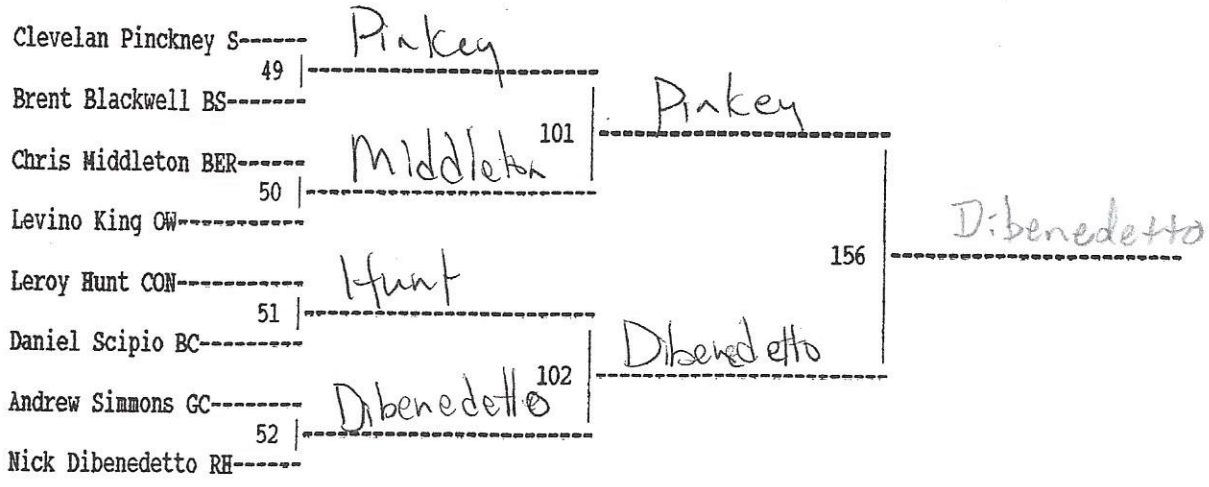 Clevelan Pinckney S------ Pinkey
49
Brent Blackwell BS------- Pinkey
101
Chris Middleton BER------ Middleton
50
Levino King OW---------- Dibenedetto
156
Leroy Hunt CON---------- Hunt
51
Daniel Scipio BC--------- Dibenedetto
102
Andrew Simmons GC-------- Dibenedetto
52
Nick Dibenedetto RH------